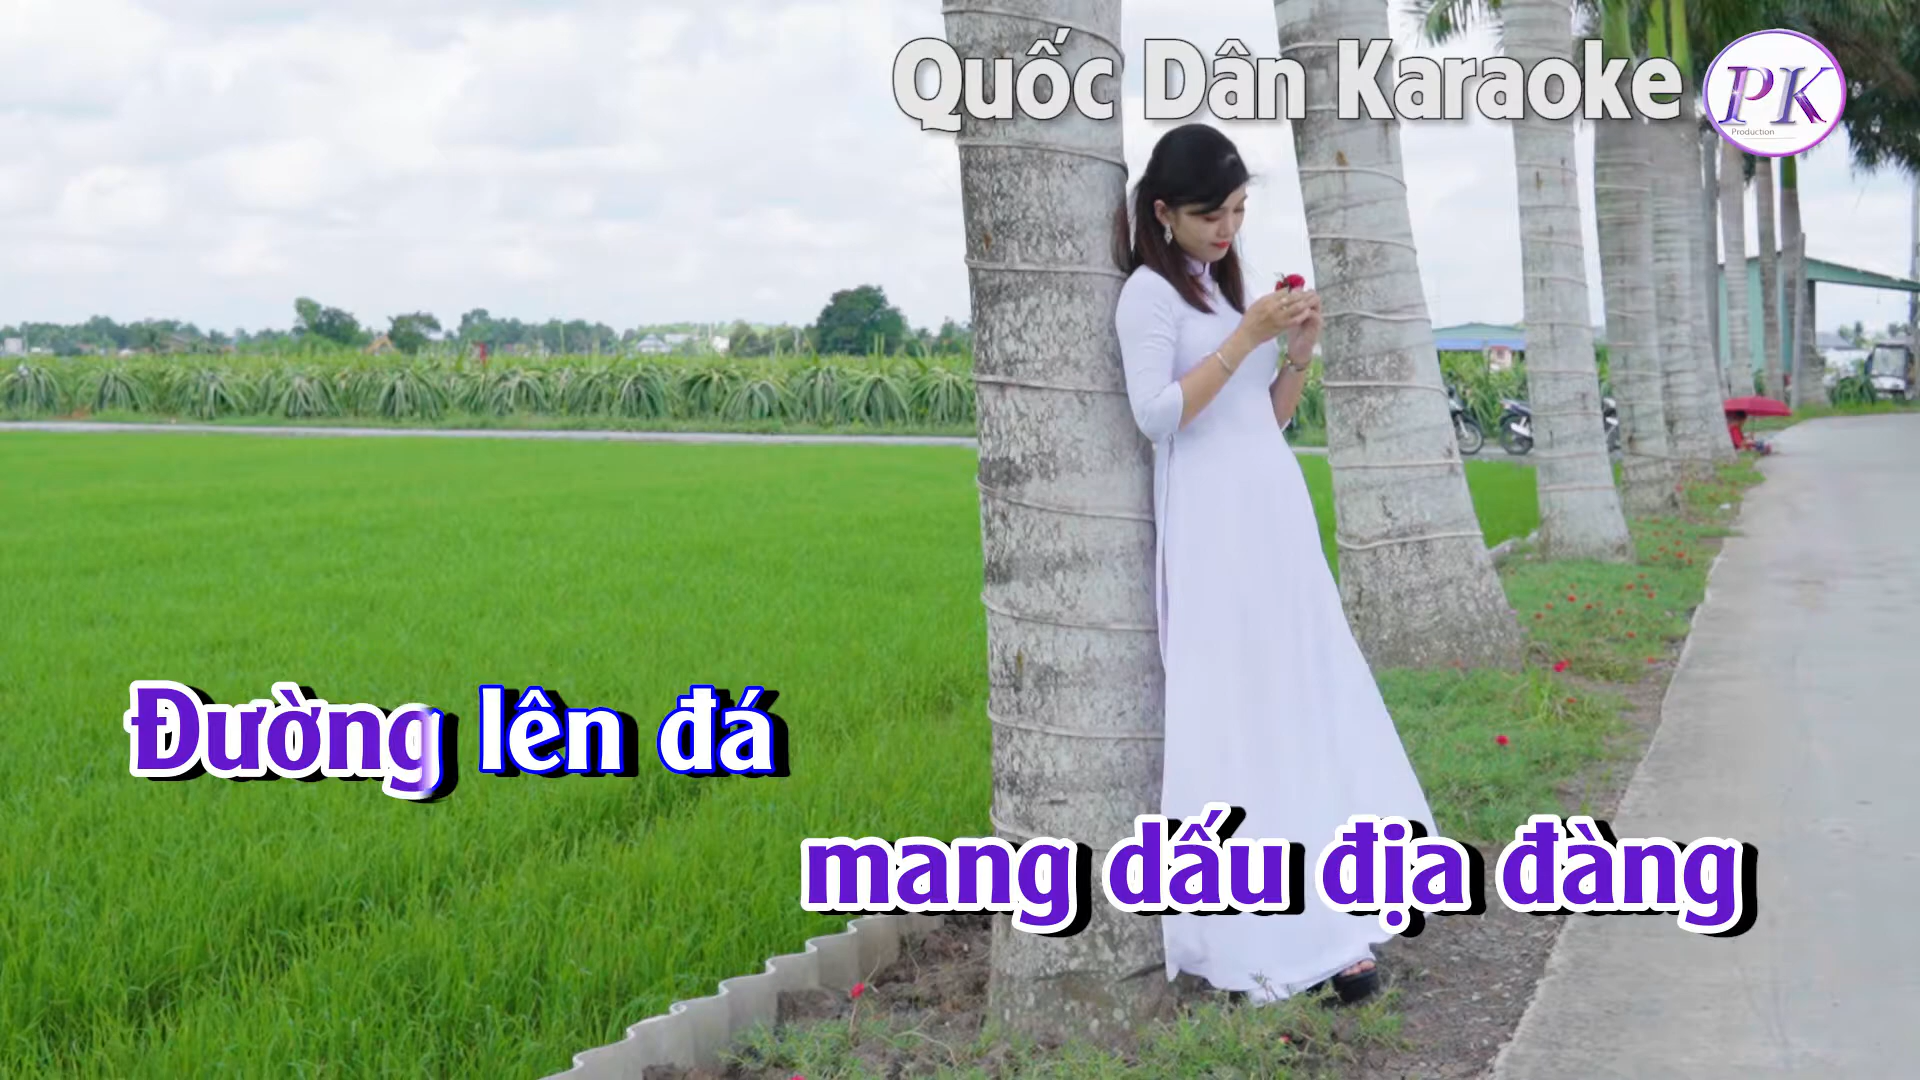 Quốc Dân Karaoke
PK
Production
Đường lên đá
mang dấu địa đàng